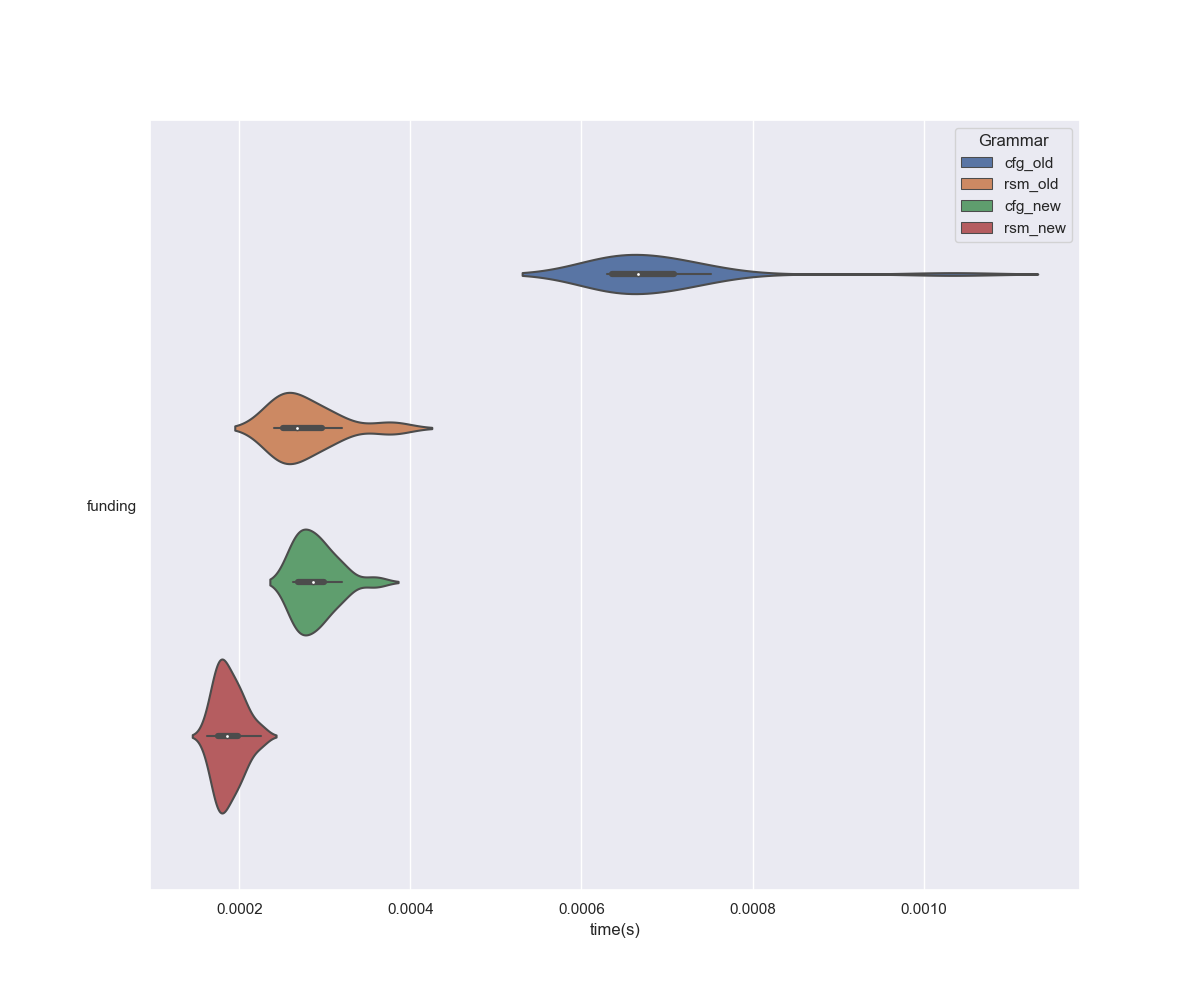 Grammar
cfg_old
rsm_old
cfg_new
rsm_new
funding
0.0002 0.0004 0.0006 0.0008 0.0010
time(s)